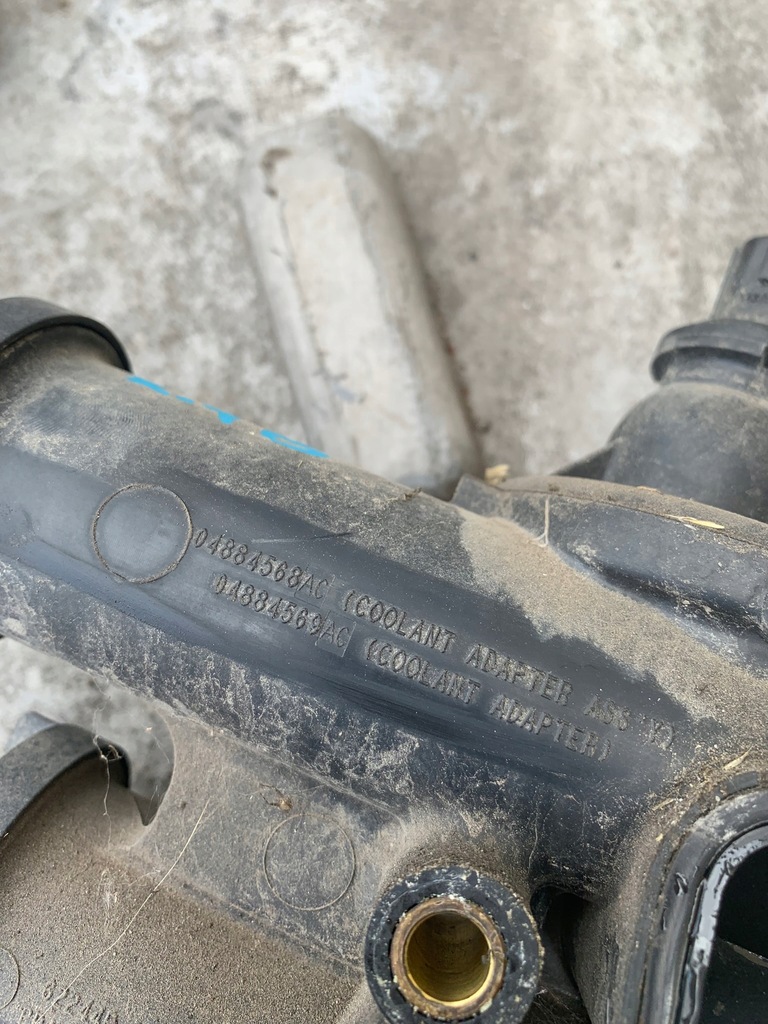 04884568AC (COOLANT ADAPTER ASS'Y)
04884569AC (COOLANT ADAPTER)